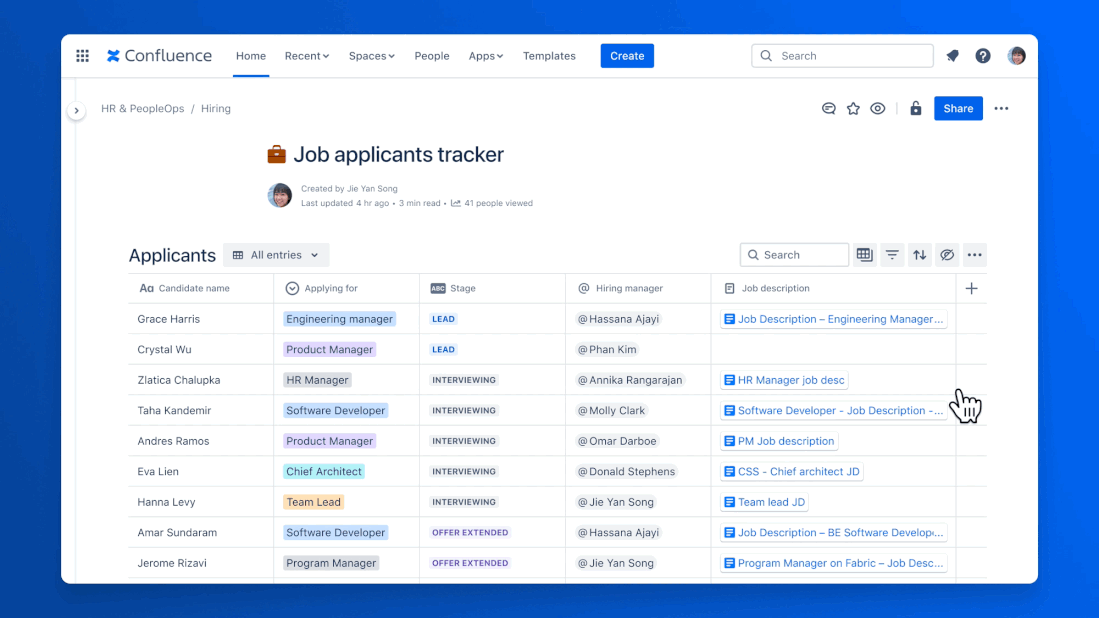 Confluence Home Recent Spaces People Apps Templates Create Search
HR & PeopleOps / Hiring Share
Job applicants tracker
Created by Jie Yan Song
Last updated 4 hr ago • 3 min read • 41 people viewed
Applicants All entries Search
Aa Candidate name Applying for ABC Stage @ Hiring manager Job description
Grace Harris Engineering manager LEAD @Hassana Ajayi Job Description – Engineering Manager...
Crystal Wu Product Manager LEAD @Phan Kim
Zlatica Chalupka HR Manager INTERVIEWING @Annika Rangarajan HR Manager job desc
Taha Kandemir Software Developer INTERVIEWING @Molly Clark Software Developer - Job Description -...
Andres Ramos Product Manager INTERVIEWING @Omar Darboe PM Job description
Eva Lien Chief Architect INTERVIEWING @Donald Stephens CSS - Chief architect JD
Hanna Levy Team Lead INTERVIEWING @Jie Yan Song Team lead JD
Amar Sundaram Software Developer OFFER EXTENDED @Hassana Ajayi Job Description – BE Software Develope...
Jerome Rizavi Program Manager OFFER EXTENDED @Jie Yan Song Program Manager on Fabric – Job Desc...